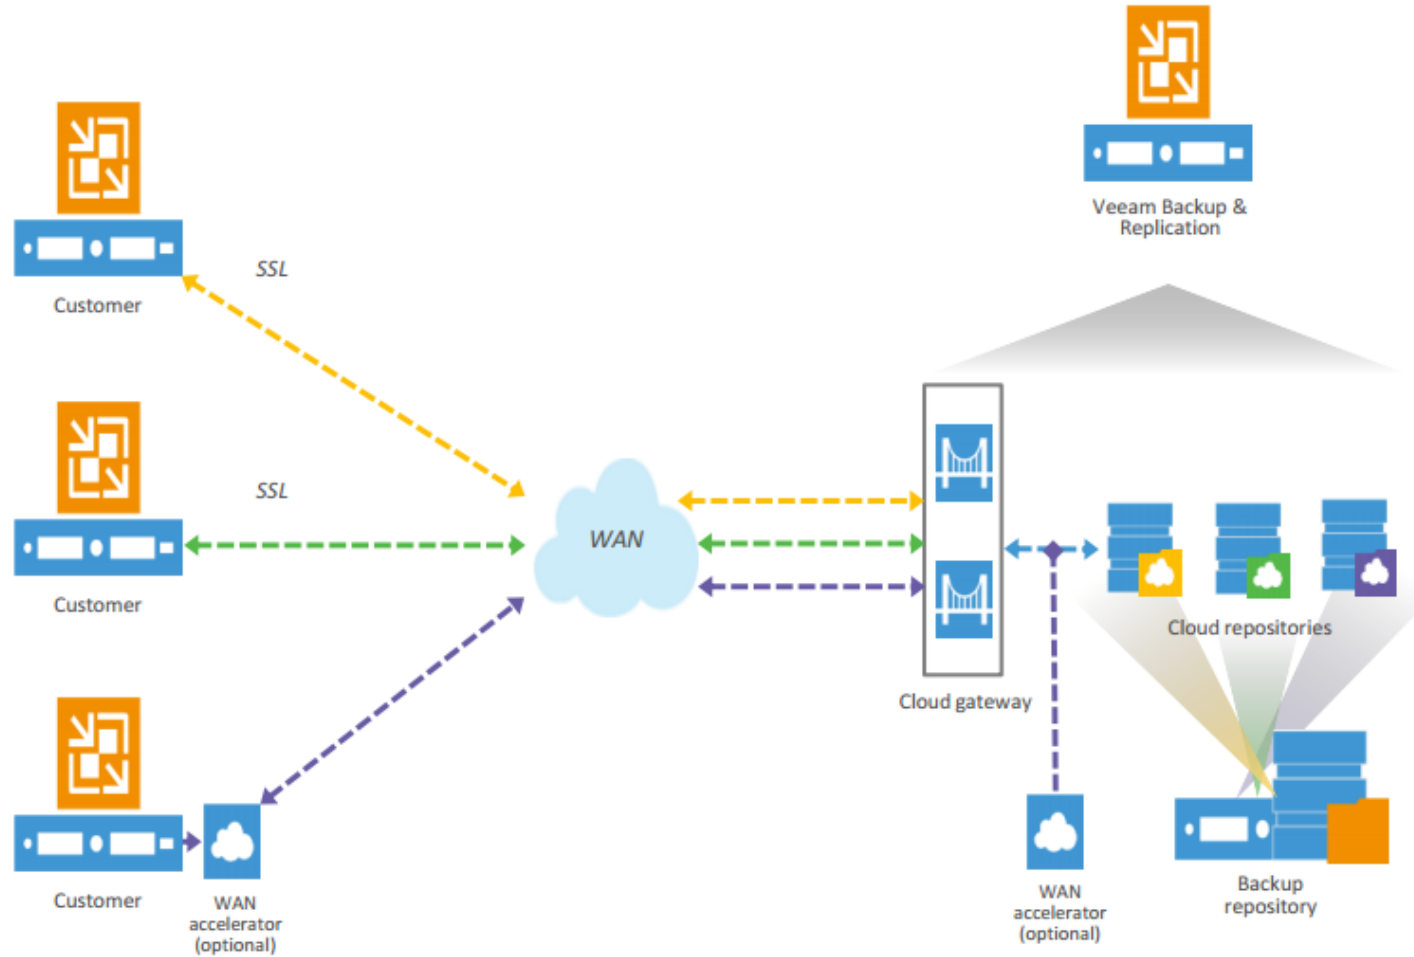 Veeam Backup &
Replication
SSL
Customer
SSL
WAN
Customer
Cloud repositories
Cloud gateway
Customer
WAN
accelerator
(optional)
WAN
accelerator
(optional)
Backup
repository